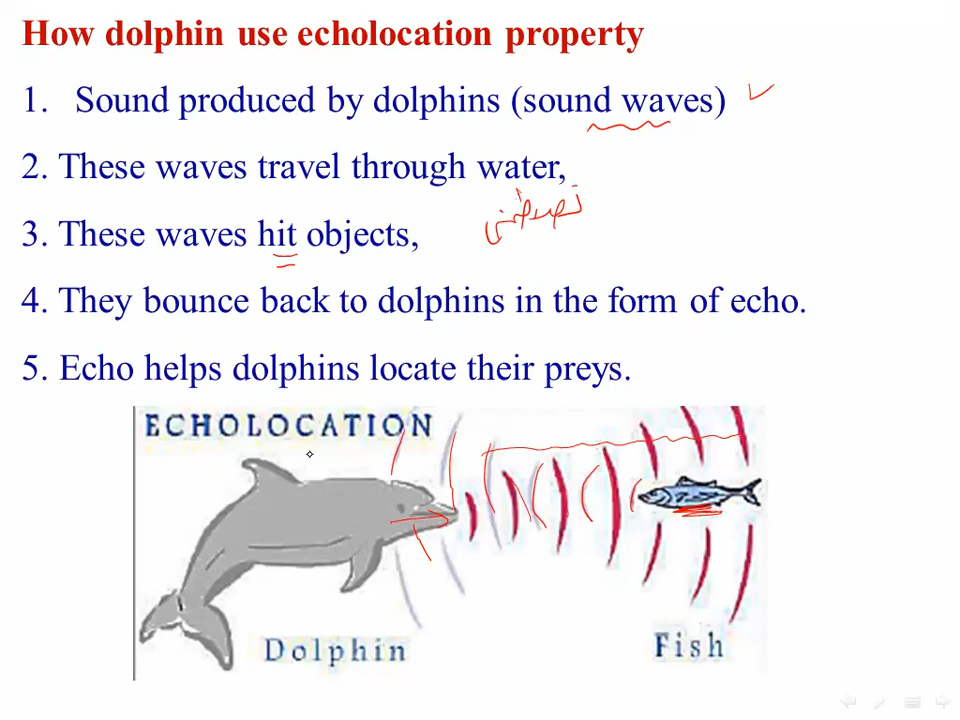 How dolphin use echolocation property
1. Sound produced by dolphins (sound waves)
2. These waves travel through water,
3. These waves hit objects,
4. They bounce back to dolphins in the form of echo.
5. Echo helps dolphins locate their preys.
ECHOLOCATION
Dolphin
Fish